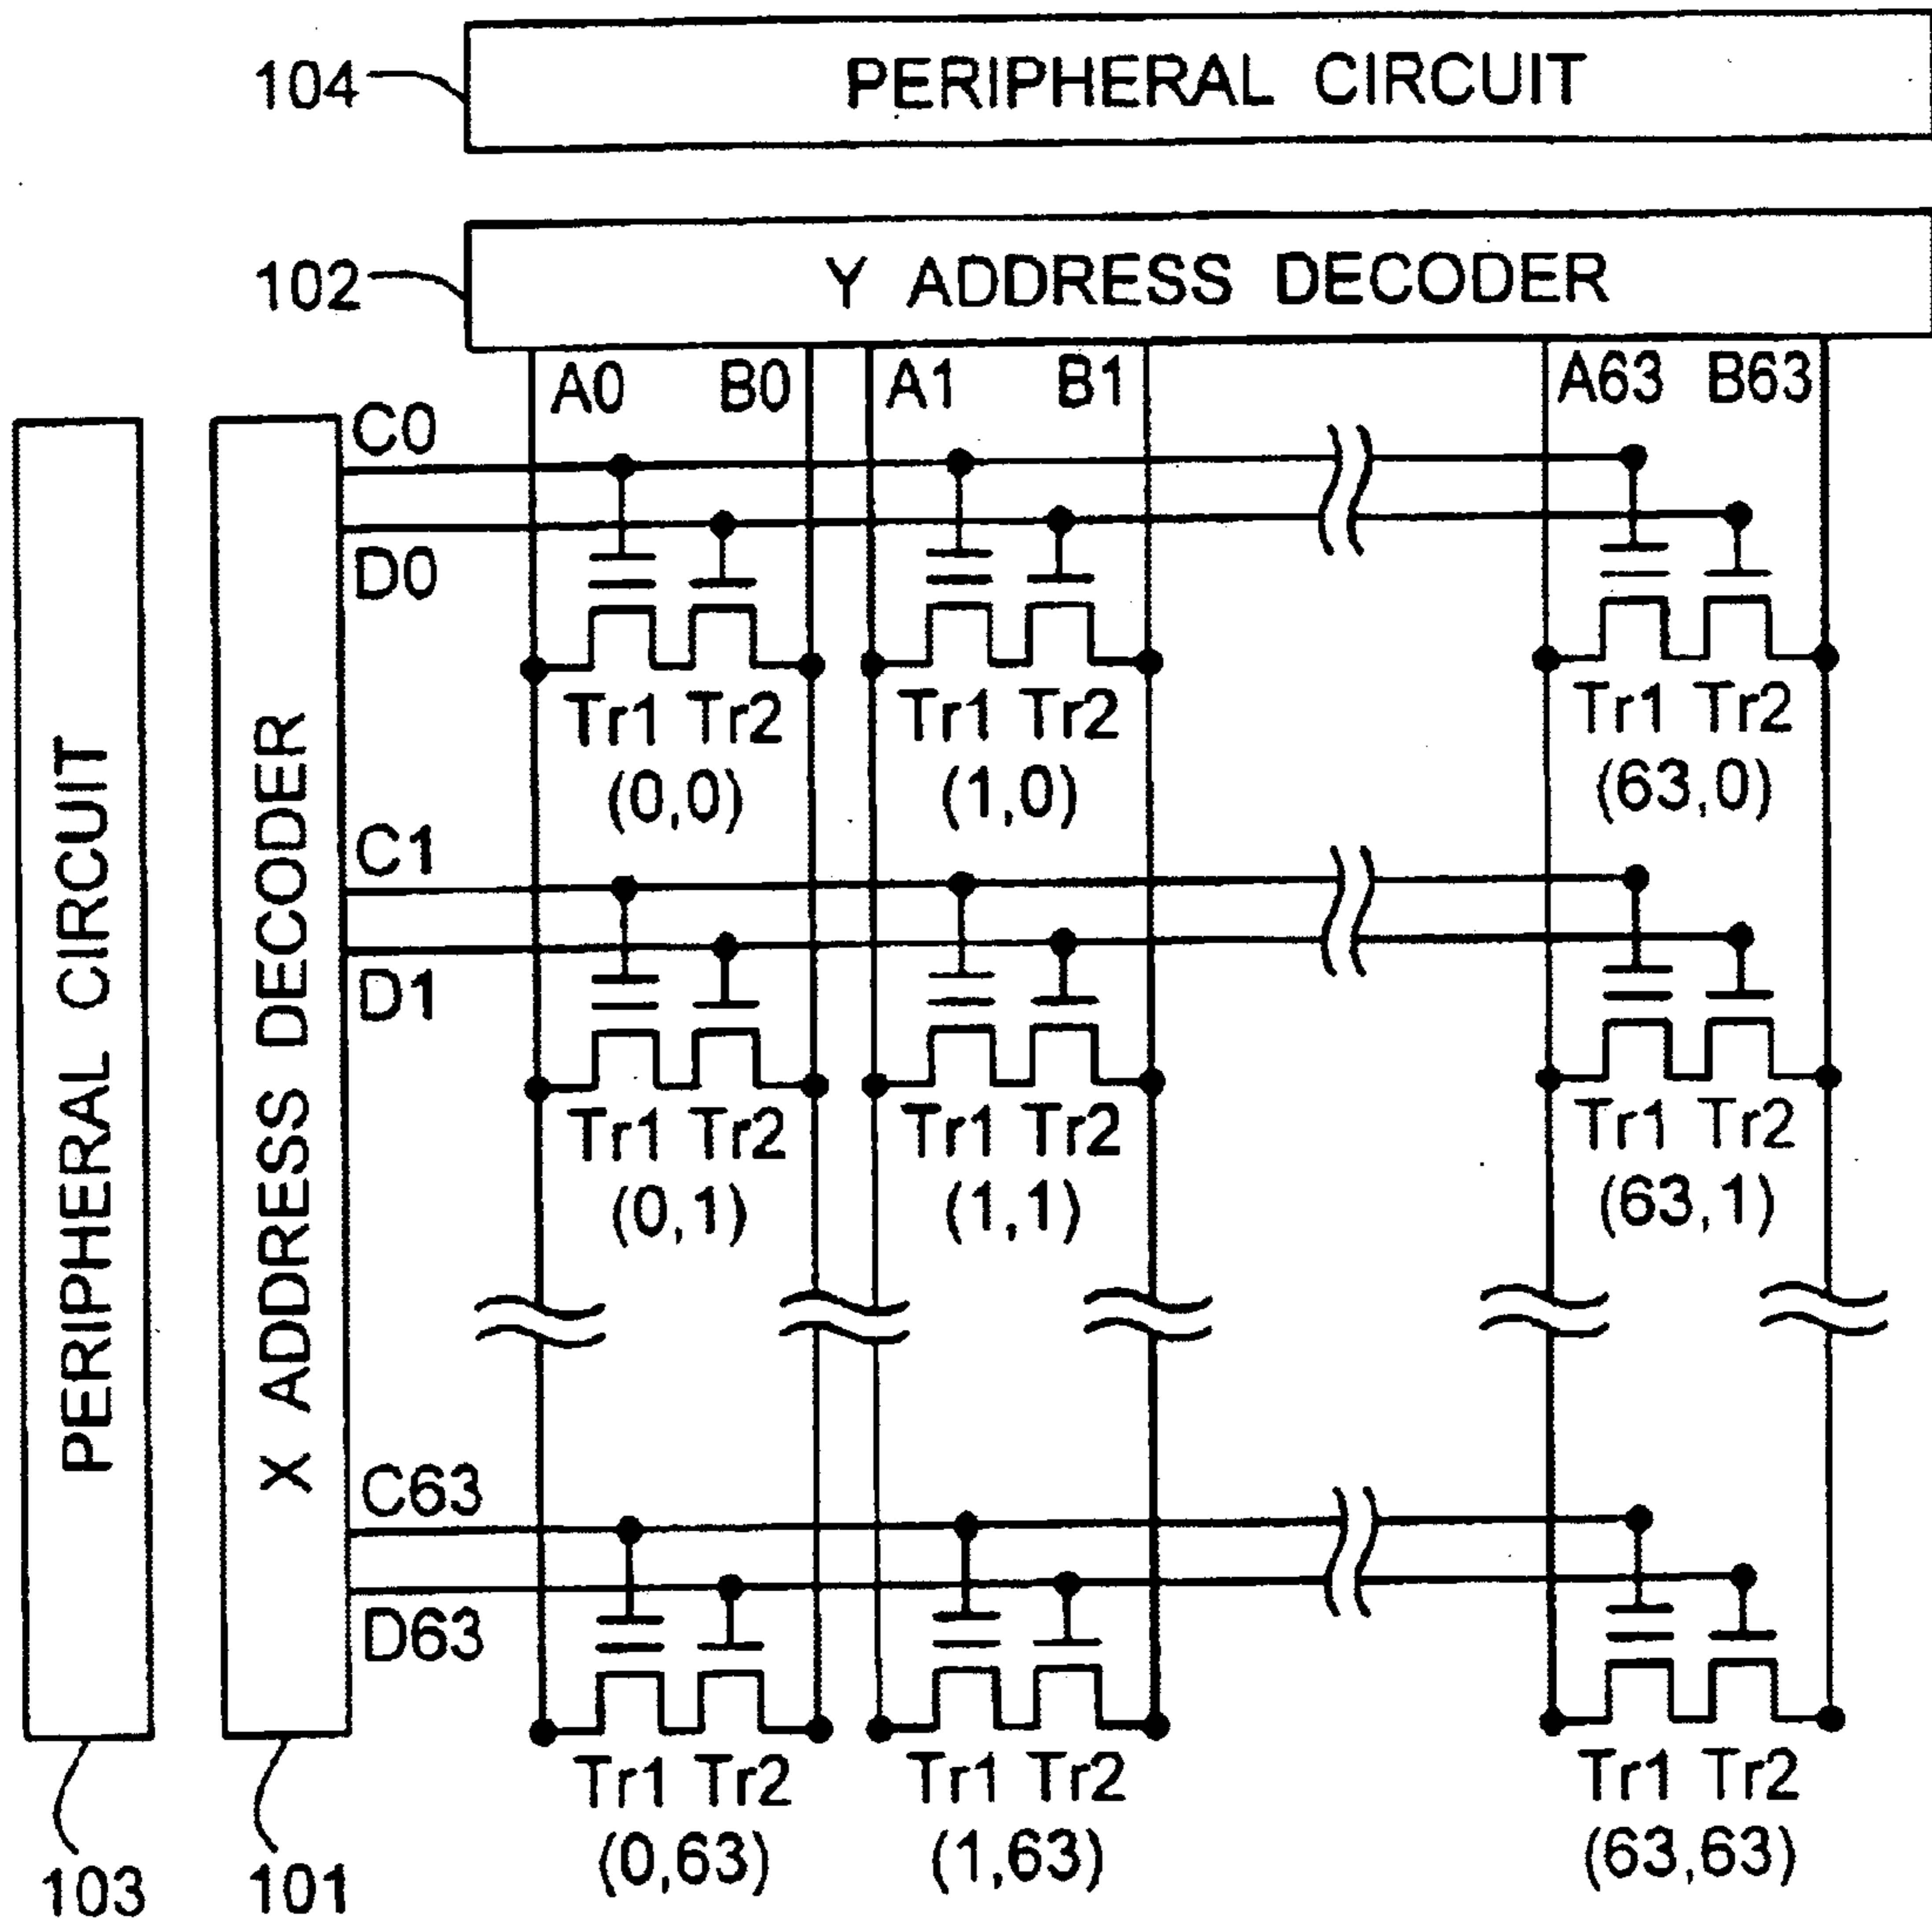 104
PERIPHERAL CIRCUIT
102
Y ADDRESS DECODER
A0 B0 A1 B1 A63 B63
C0
D0
Tr1 Tr2 Tr1 Tr2 Tr1 Tr2
(0,0) (1,0) (63,0)
C1
D1
Tr1 Tr2 Tr1 Tr2 Tr1 Tr2
(0,1) (1,1) (63,1)
PERIPHERAL CIRCUIT
X ADDRESS DECODER
C63
D63
Tr1 Tr2 Tr1 Tr2 Tr1 Tr2
(0,63) (1,63) (63,63)
103 101